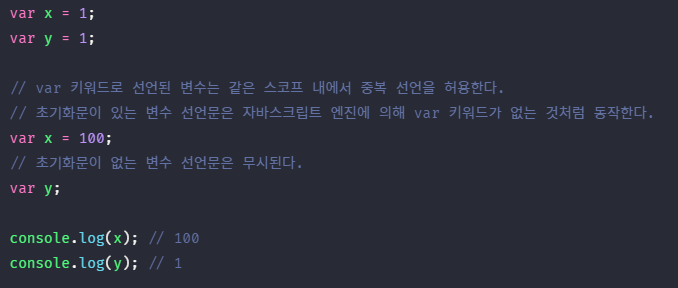 var x = 1;
var y = 1;
// var 키워드로 선언된 변수는 같은 스코프 내에서 중복 선언을 허용한다.
// 초기화문이 있는 변수 선언문은 자바스크립트 엔진에 의해 var 키워드가 없는 것처럼 동작한다.
var x = 100;
// 초기화문이 없는 변수 선언문은 무시된다.
var y;
console.log(x); // 100
console.log(y); // 1